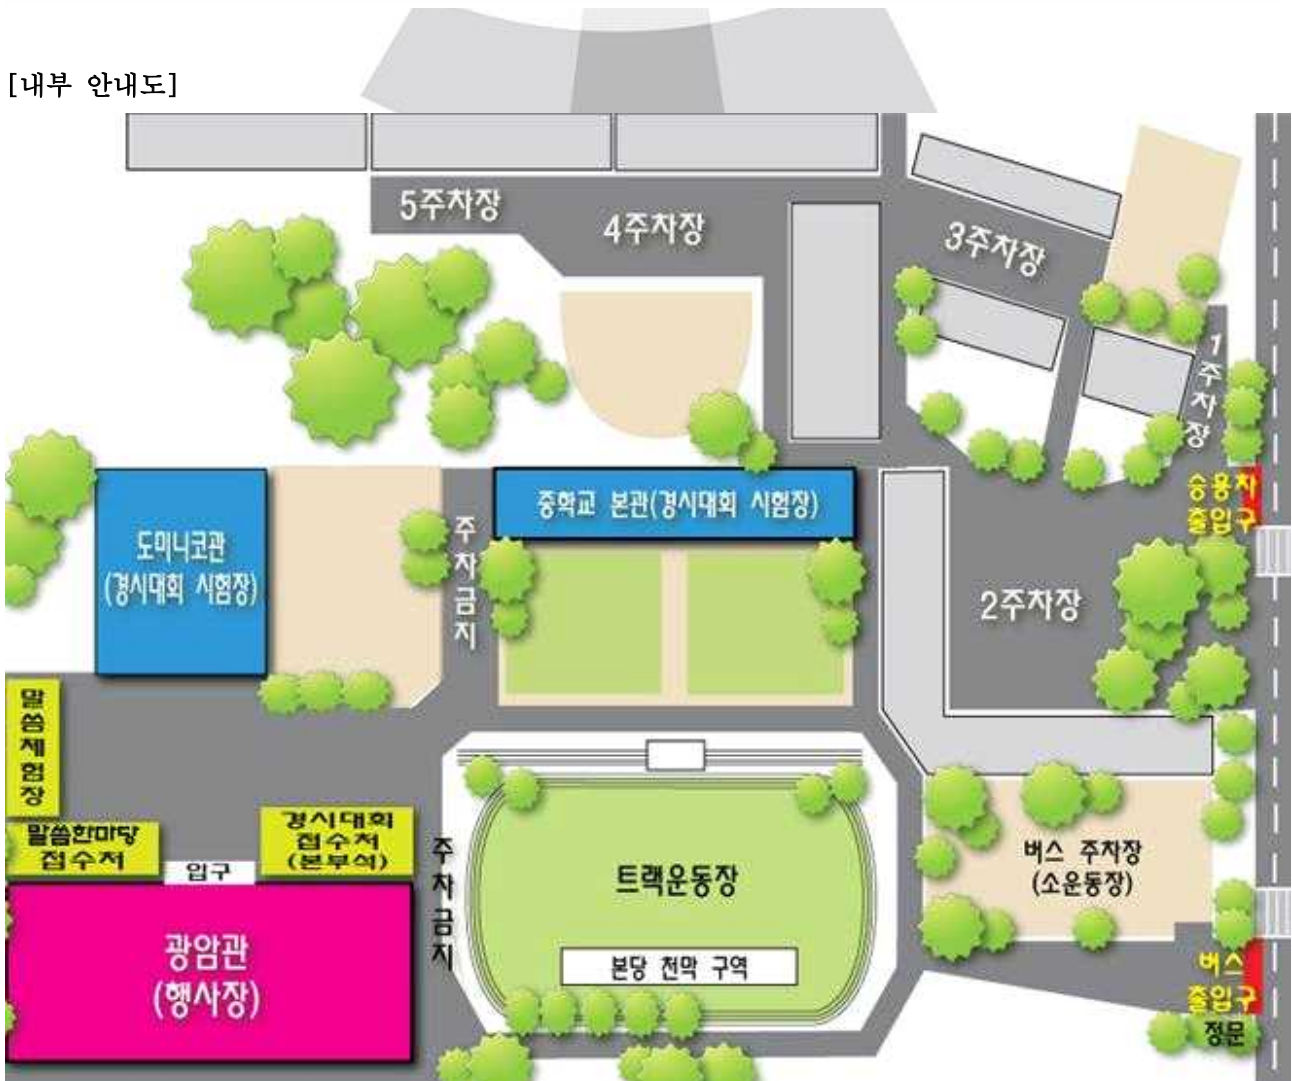 [내부 안내도]
5주차장
4주차장
3주차장
1주차장
승용차
출입구
중학교 본관(경시대회 시험장)
도미니코관
(경시대회 시험장)
주차금지
2주차장
말씀체험장
말씀한마당
접수처
경시대회
접수처
(본부석)
입구
주차금지
트랙운동장
버스 주차장
(소운동장)
광암관
(행사장)
본당 천막 구역
버스
출입구
정문